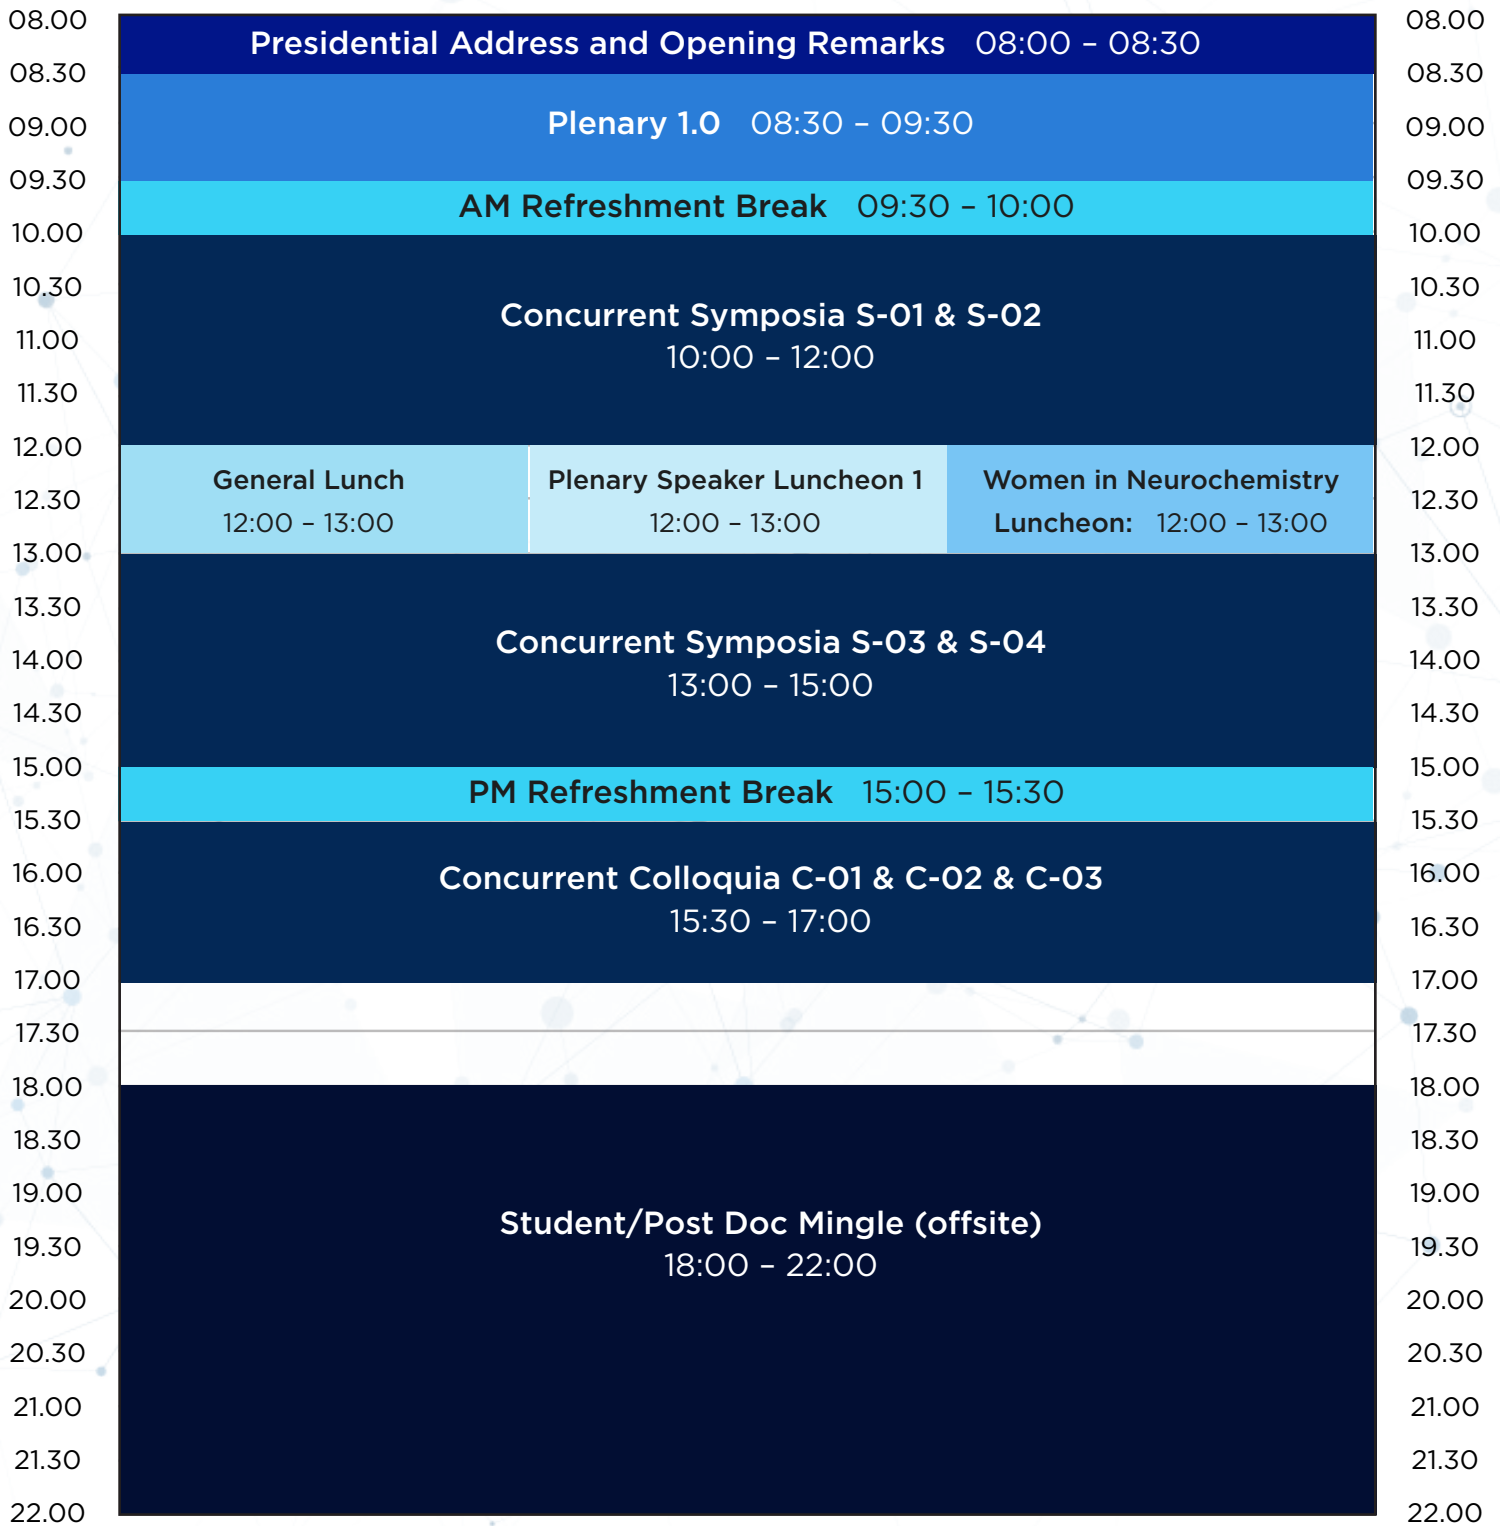 08.00 Presidential Address and Opening Remarks 08:00 – 08:30 08.00
08.30 08.30
Plenary 1.0 08:30 – 09:30
09.00 09.00
09.30 09.30
AM Refreshment Break 09:30 – 10:00
10.00 10.00
10.30 10.30
Concurrent Symposia S-01 & S-02
11.00 11.00
10:00 – 12:00
11.30 11.30
12.00 12.00
General Lunch Plenary Speaker Luncheon 1 Women in Neurochemistry
12.30 12.30
12:00 – 13:00 12:00 – 13:00 Luncheon: 12:00 – 13:00
13.00 13.00
13.30 13.30
Concurrent Symposia S-03 & S-04
14.00 14.00
13:00 – 15:00
14.30 14.30
15.00 15.00
PM Refreshment Break 15:00 – 15:30
15.30 15.30
16.00 Concurrent Colloquia C-01 & C-02 & C-03 16.00
16.30 15:30 – 17:00 16.30
17.00 17.00
17.30 17.30
18.00 18.00
18.30 18.30
19.00 19.00
Student/Post Doc Mingle (offsite)
19.30 19.30
18:00 – 22:00
20.00 20.00
20.30 20.30
21.00 21.00
21.30 21.30
22.00 22.00